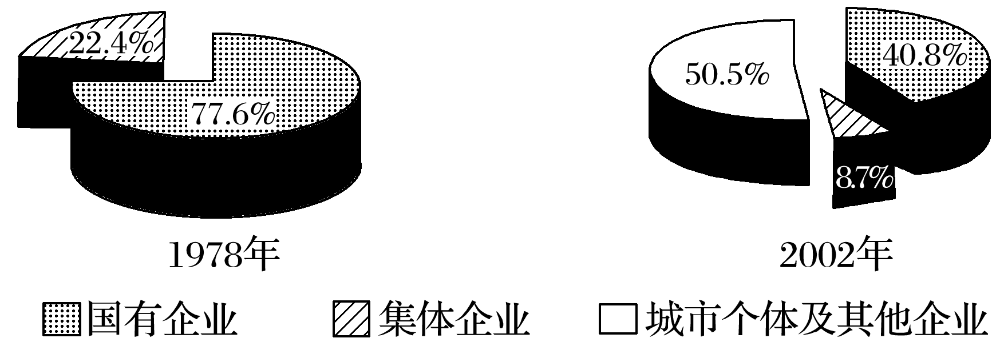 22.4%
77.6%
50.5%
40.8%
8.7%
1978年
2002年
国有企业
集体企业
城市个体及其他企业